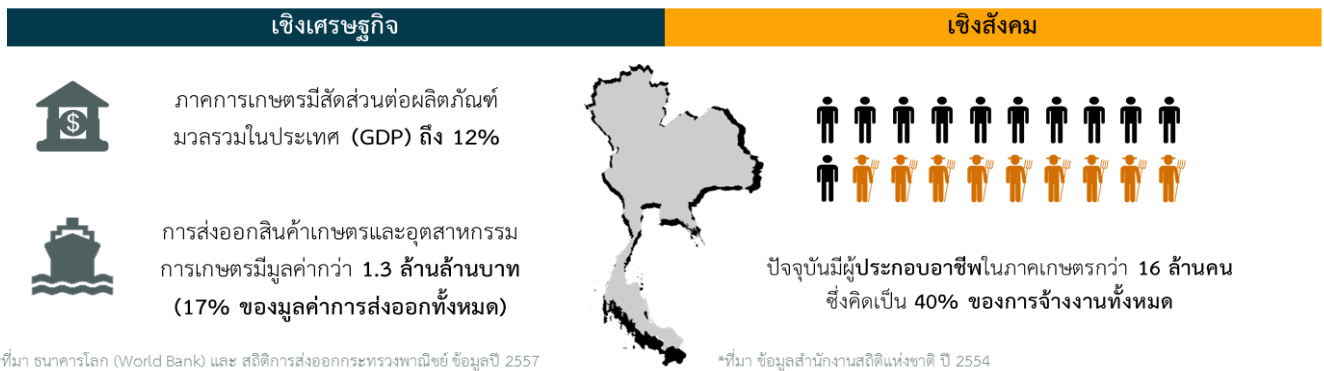 เชิงเศรษฐกิจ
ภาคการเกษตรมีสัดส่วนต่อผลิตภัณฑ์
มวลรวมในประเทศ (GDP) ถึง 12%
$
การส่งออกสินค้าเกษตรและอุตสาหกรรม
การเกษตรมีมูลค่ากว่า 1.3 ล้านล้านบาท
(17% ของมูลค่าการส่งออกทั้งหมด)
ที่มา ธนาคารโลก (World Bank) และ สถิติการส่งออกกระทรวงพาณิชย์ ข้อมูลปี 2557
เชิงสังคม
ปัจจุบันมีผู้ประกอบอาชีพในภาคเกษตรกว่า 16 ล้านคน
ซึ่งคิดเป็น 40% ของการจ้างงานทั้งหมด
*ที่มา ข้อมูลสำนักงานสถิติแห่งชาติ ปี 2554